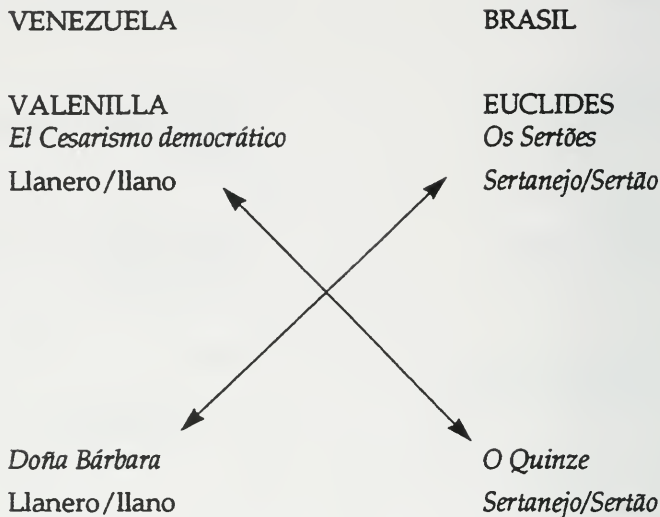 VENEZUELA BRASIL
VALENILLA EUCLIDES
El Cesarismo democrático Os Sertões
Llanero/llano Sertanejo/Sertão
Doña Bárbara O Quinze
Llanero/llano Sertanejo/Sertão